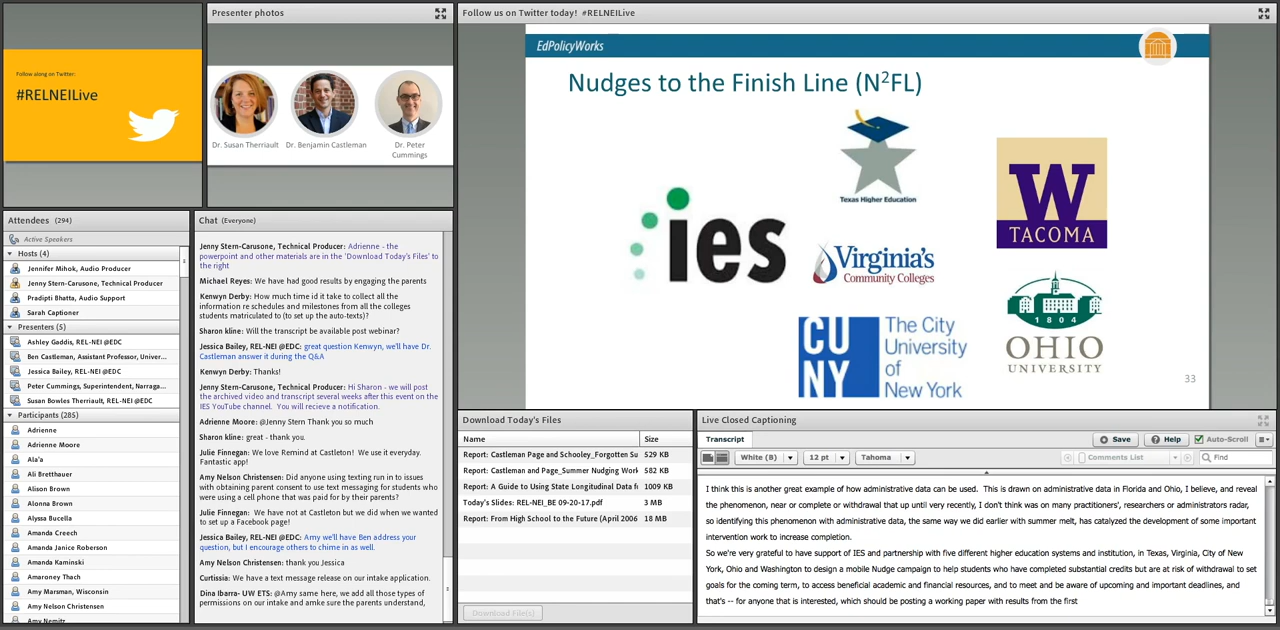 Follow along on Twitter:
#RELNEILive
Presenter photos
Dr. Susan Therriault
Dr. Benjamin Castleman
Dr. Peter
Cummings
Attendees (294)
Active Speakers
Hosts (4)
Jennifer Mihok, Audio Producer
Jenny Stern-Carusone, Technical Producer
Pradipti Bhatta, Audio Support
Sarah Captioner
Presenters (5)
Ashley Gaddis, REL-NEI @EDC
Ben Castleman, Assistant Professor, Univer...
Jessica Bailey, REL-NEI @EDC
Peter Cummings, Superintendent, Narraga...
Susan Bowles Therriault, REL-NEI @EDC
Participants (285)
Adrienne
Adrienne Moore
Ala'a
Ali Bretthauer
Alison Brown
Alonna Brown
Alyssa Bucella
Amanda Creech
Amanda Janice Roberson
Amanda Kaminski
Amaroney Thach
Amy Marsman, Wisconsin
Amy Nelson Christensen
Amy Nemitz
Chat (Everyone)
Jenny Stern-Carusone, Technical Producer: Adrienne - the
powerpoint and other materials are in the 'Download Today's Files' to
the right
Michael Reyes: We have had good results by engaging the parents
Kenwyn Derby: How much time id it take to collect all the
information re schedules and milestones from all the colleges
students matriculated to (to set up the auto-texts)?
Sharon kline: Will the transcript be available post webinar?
Jessica Bailey, REL-NEI @EDC: great question Kenwyn, we'll have Dr.
Castleman answer it during the Q&A
Kenwyn Derby: Thanks!
Jenny Stern-Carusone, Technical Producer: Hi Sharon - we will post
the archived video and transcript several weeks after this event on the
IES YouTube channel. You will recieve a notification.
Adrienne Moore: @Jenny Stern Thank you so much
Sharon kline: great - thank you.
Julie Finnegan: We love Remind at Castleton! We use it everyday.
Fantastic app!
Amy Nelson Christensen: Did anyone using texting run in to issues
with obtaining parent consent to use text messaging for students who
were using a cell phone that was paid for by their parents?
Julie Finnegan: We have not at Castleton but we did when we wanted
to set up a Facebook page!
Jessica Bailey, REL-NEI @EDC: Amy we'll have Ben address your
question, but I encourage others to chime in as well.
Amy Nelson Christensen: thank you Jessica
Curtissia: We have a text message release on our intake application.
Dina Ibarra- UW ETS: @Amy same here, we add all those types of
permissions on our intake and amke sure the parents understand,
Follow us on Twitter today! #RELNEILive
EdPolicyWorks
Nudges to the Finish Line (N²FL)
Texas Higher Education
ies
W
TACOMA
Virginia's
Community Colleges
CU
NY
The City
University
of
New York
1804
OHIO
UNIVERSITY
33
Download Today's Files
Name Size
Report: Castleman Page and Schooley_Forgotten Su 529 KB
Report: Castleman and Page_Summer Nudging Work 582 KB
Report: A Guide to Using State Longitudinal Data fo 1009 KB
Today's Slides: REL-NEI_BE 09-20-17.pdf 3 MB
Report: From High School to the Future (April 2006 18 MB
Download File(s)
Live Closed Captioning
Transcript
Save Help Auto-Scroll
White (B) 12 pt Tahoma Comments List Find
I think this is another great example of how administrative data can be used. This is drawn on administrative data in Florida and Ohio, I believe, and reveal
the phenomenon, near or complete or withdrawal that up until very recently, I don't think was on many practitioners', researchers or administrators radar,
so identifying this phenomenon with administrative data, the same way we did earlier with summer melt, has catalyzed the development of some important
intervention work to increase completion.
So we're very grateful to have support of IES and partnership with five different higher education systems and institution, in Texas, Virginia, City of New
York, Ohio and Washington to design a mobile Nudge campaign to help students who have completed substantial credits but are at risk of withdrawal to set
goals for the coming term, to access beneficial academic and financial resources, and to meet and be aware of upcoming and important deadlines, and
that's -- for anyone that is interested, which should be posting a working paper with results from the first